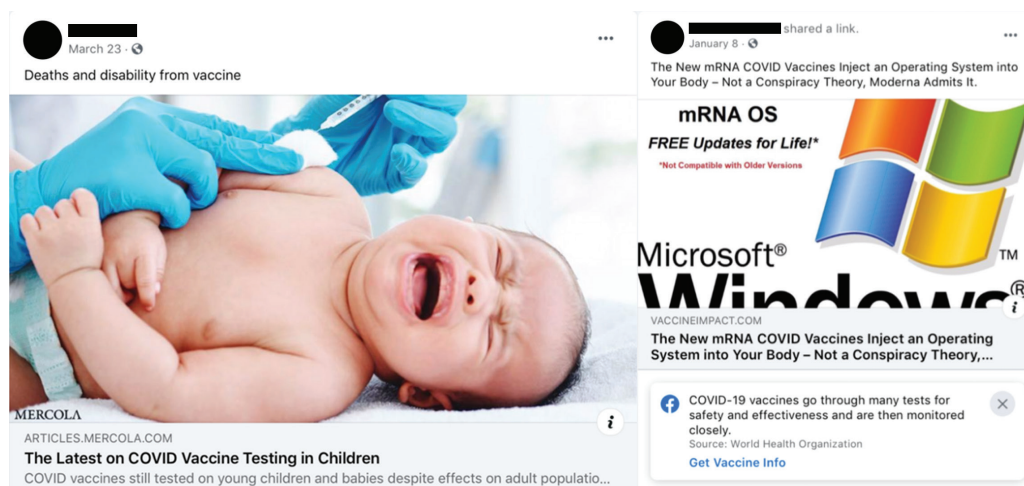 March 23 ·
Deaths and disability from vaccine
MERCOLA
ARTICLES.MERCOLA.COM
The Latest on COVID Vaccine Testing in Children
COVID vaccines still tested on young children and babies despite effects on adult populatio...
shared a link.
January 8 ·
The New mRNA COVID Vaccines Inject an Operating System into
Your Body – Not a Conspiracy Theory, Moderna Admits It.
mRNA OS
FREE Updates for Life!*
*Not Compatible with Older Versions
TM
Microsoft®
Windows®
VACCINEIMPACT.COM
The New mRNA COVID Vaccines Inject an Operating
System into Your Body – Not a Conspiracy Theory,...
COVID-19 vaccines go through many tests for
safety and effectiveness and are then monitored
closely.
Source: World Health Organization
Get Vaccine Info